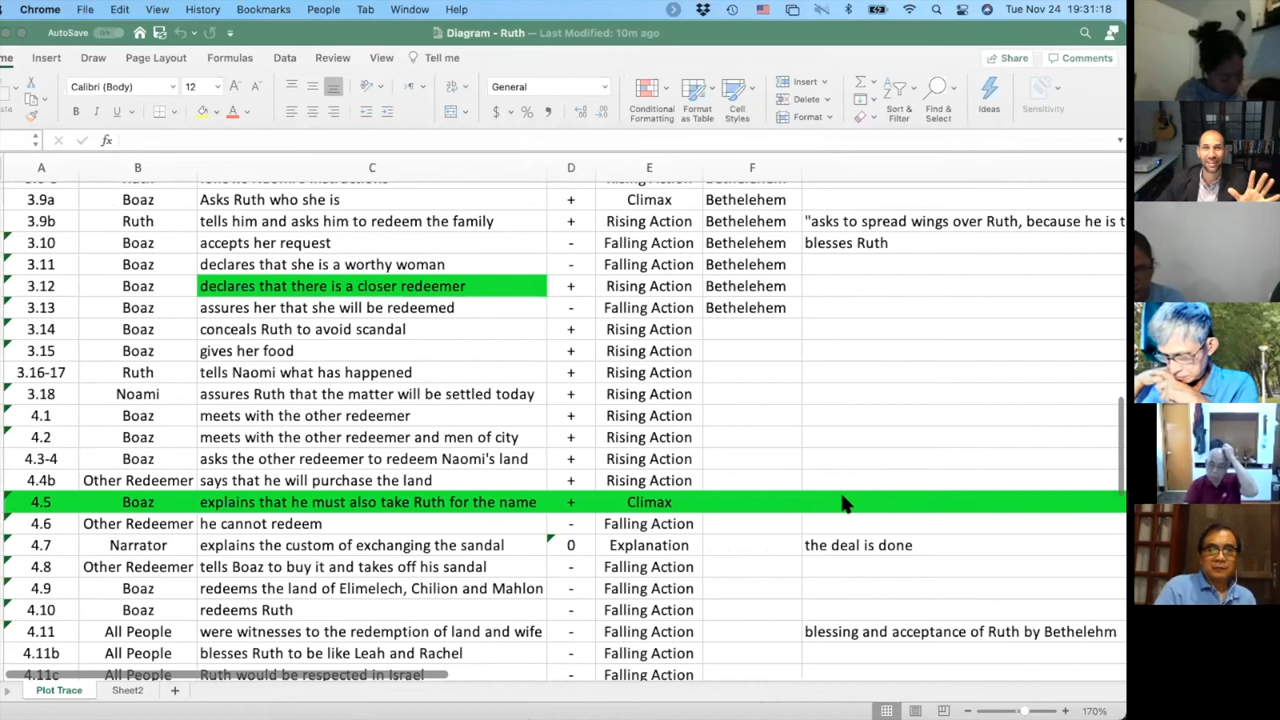 Chrome File Edit View History Bookmarks People Tab Window Help Tue Nov 24 19:31:18
AutoSave Diagram - Ruth — Last Modified: 10m ago
me Insert Draw Page Layout Formulas Data Review View Tell me Share Comments
Calibri (Body) 12 A A General Conditional Formatting Format as Table Cell Styles Insert Delete Format Sort & Filter Find & Select Ideas Sensitivity
B I U $ %
fx
A B C D E F
3.9a Boaz Asks Ruth who she is + Climax Bethelehem
3.9b Ruth tells him and asks him to redeem the family + Rising Action Bethelehem "asks to spread wings over Ruth, because he is t
3.10 Boaz accepts her request - Falling Action Bethelehem blesses Ruth
3.11 Boaz declares that she is a worthy woman - Falling Action Bethelehem
3.12 Boaz declares that there is a closer redeemer + Rising Action Bethelehem
3.13 Boaz assures her that she will be redeemed - Falling Action Bethelehem
3.14 Boaz conceals Ruth to avoid scandal + Rising Action
3.15 Boaz gives her food + Rising Action
3.16-17 Ruth tells Naomi what has happened + Rising Action
3.18 Noami assures Ruth that the matter will be settled today + Rising Action
4.1 Boaz meets with the other redeemer + Rising Action
4.2 Boaz meets with the other redeemer and men of city + Rising Action
4.3-4 Boaz asks the other redeemer to redeem Naomi's land + Rising Action
4.4b Other Redeemer says that he will purchase the land + Rising Action
4.5 Boaz explains that he must also take Ruth for the name + Climax
4.6 Other Redeemer he cannot redeem - Falling Action
4.7 Narrator explains the custom of exchanging the sandal 0 Explanation the deal is done
4.8 Other Redeemer tells Boaz to buy it and takes off his sandal - Falling Action
4.9 Boaz redeems the land of Elimelech, Chilion and Mahlon - Falling Action
4.10 Boaz redeems Ruth - Falling Action
4.11 All People were witnesses to the redemption of land and wife - Falling Action blessing and acceptance of Ruth by Bethelehm
4.11b All People blesses Ruth to be like Leah and Rachel - Falling Action
4.11c All People Ruth would be respected in Israel - Falling Action
Plot Trace Sheet2 +
- + 170%